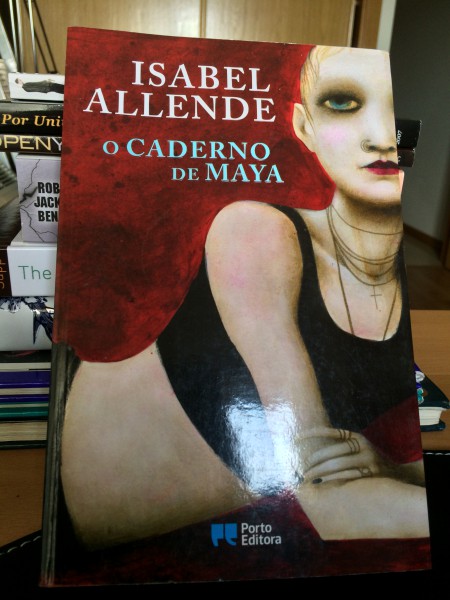 ISABEL
ALLENDE
O CADERNO
DE MAYA
Porto
Editora
Por Uni
OPENY
ROB
JACK
BEN
The